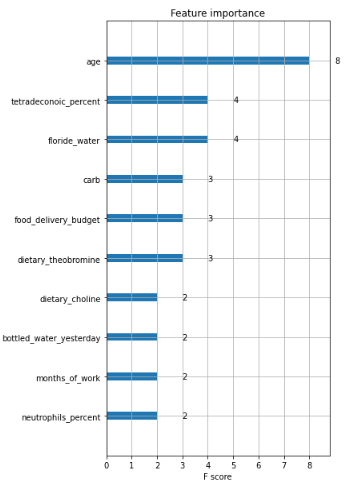 Feature importance
age
8
tetradeconoic_percent
4
floride_water
4
carb
3
food_delivery_budget
3
dietary_theobromine
3
dietary_choline
2
bottled_water_yesterday
2
months_of_work
2
neutrophils_percent
2
0 1 2 3 4 5 6 7 8
F score